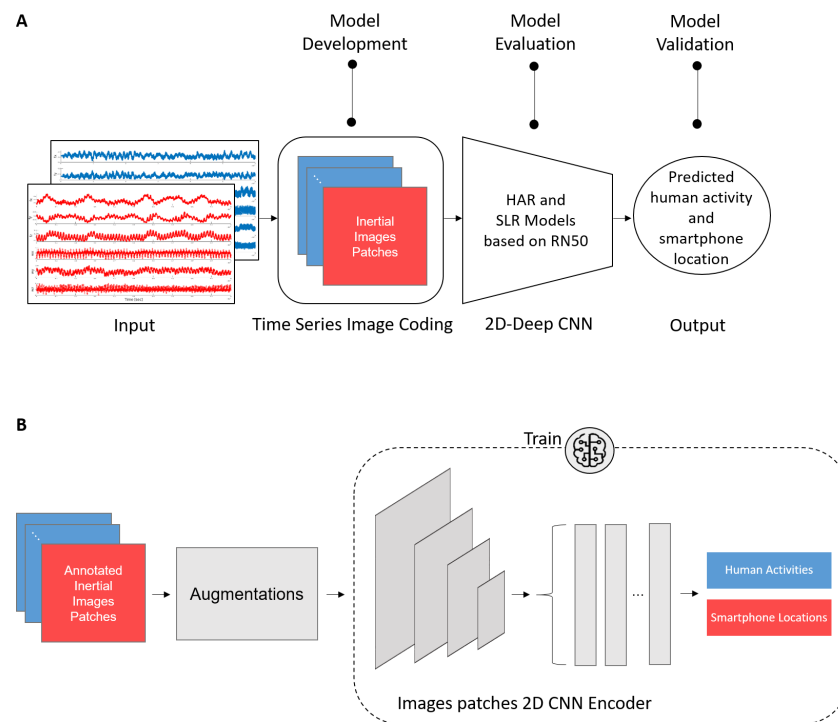 A
Model
Development
Model
Evaluation
Model
Validation
Inertial
Images
Patches
HAR and
SLR Models
based on RN50
Predicted
human activity
and
smartphone
location
Time (sec)
Input
Time Series Image Coding
2D-Deep CNN
Output
B
Train
Annotated
Inertial
Images
Patches
Augmentations
...
Human Activities
Smartphone Locations
Images patches 2D CNN Encoder